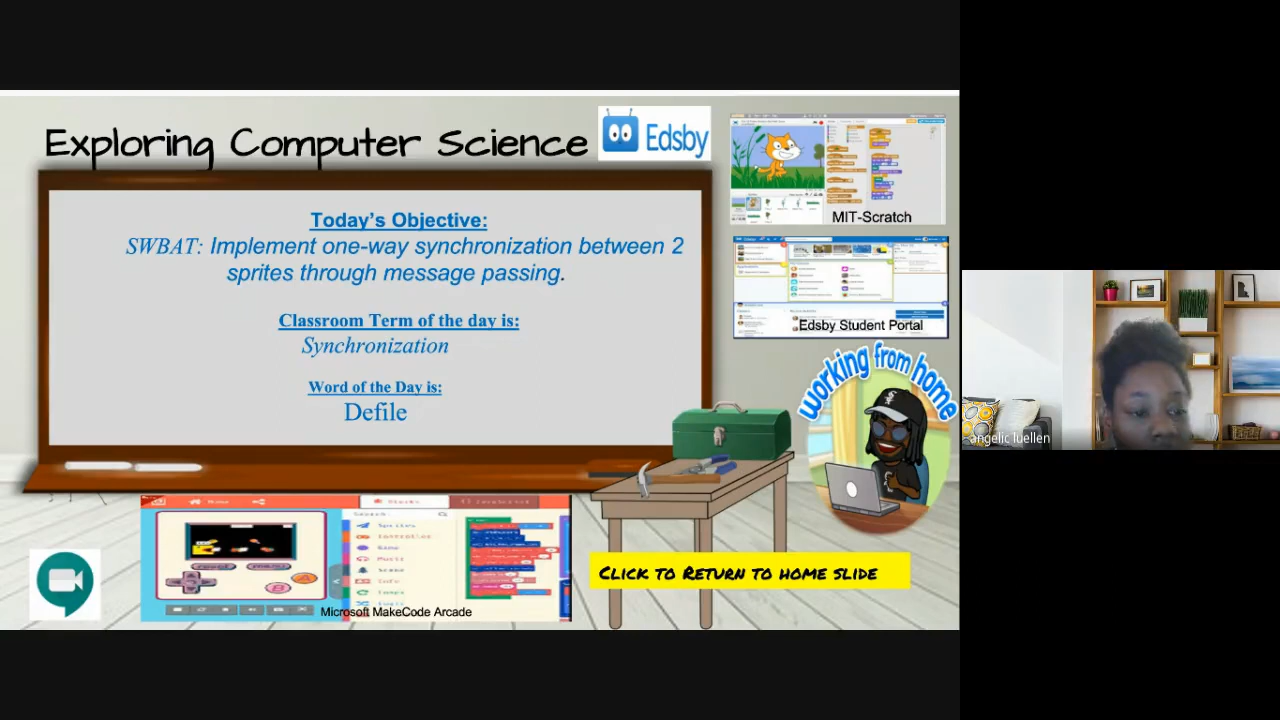 Exploring Computer Science
Edsby
Today's Objective:
SWBAT: Implement one-way synchronization between 2
sprites through message passing.
Classroom Term of the day is:
Synchronization
Word of the Day is:
Defile
MIT-Scratch
Edsby Student Portal
working from home
angelic luellen
Click to Return to home slide
Microsoft MakeCode Arcade